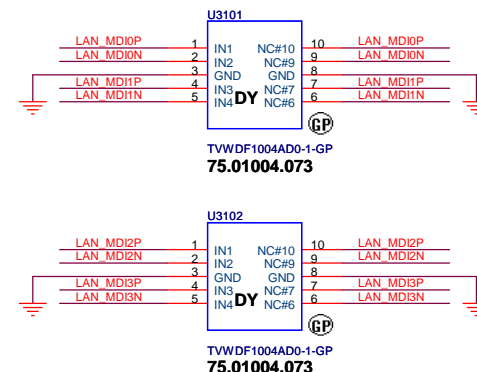 U3101
LAN_MDI0P 1 IN1 NC#10 10 LAN_MDI0P
LAN_MDI0N 2 IN2 NC#9 9 LAN_MDI0N
3 GND GND 8
LAN_MDI1P 4 IN3 NC#7 7 LAN_MDI1P
LAN_MDI1N 5 IN4 DY NC#6 6 LAN_MDI1N
GP
TVWDF1004AD0-1-GP
75.01004.073
U3102
LAN_MDI2P 1 IN1 NC#10 10 LAN_MDI2P
LAN_MDI2N 2 IN2 NC#9 9 LAN_MDI2N
3 GND GND 8
LAN_MDI3P 4 IN3 NC#7 7 LAN_MDI3P
LAN_MDI3N 5 IN4 DY NC#6 6 LAN_MDI3N
GP
TVWDF1004AD0-1-GP
75.01004.073